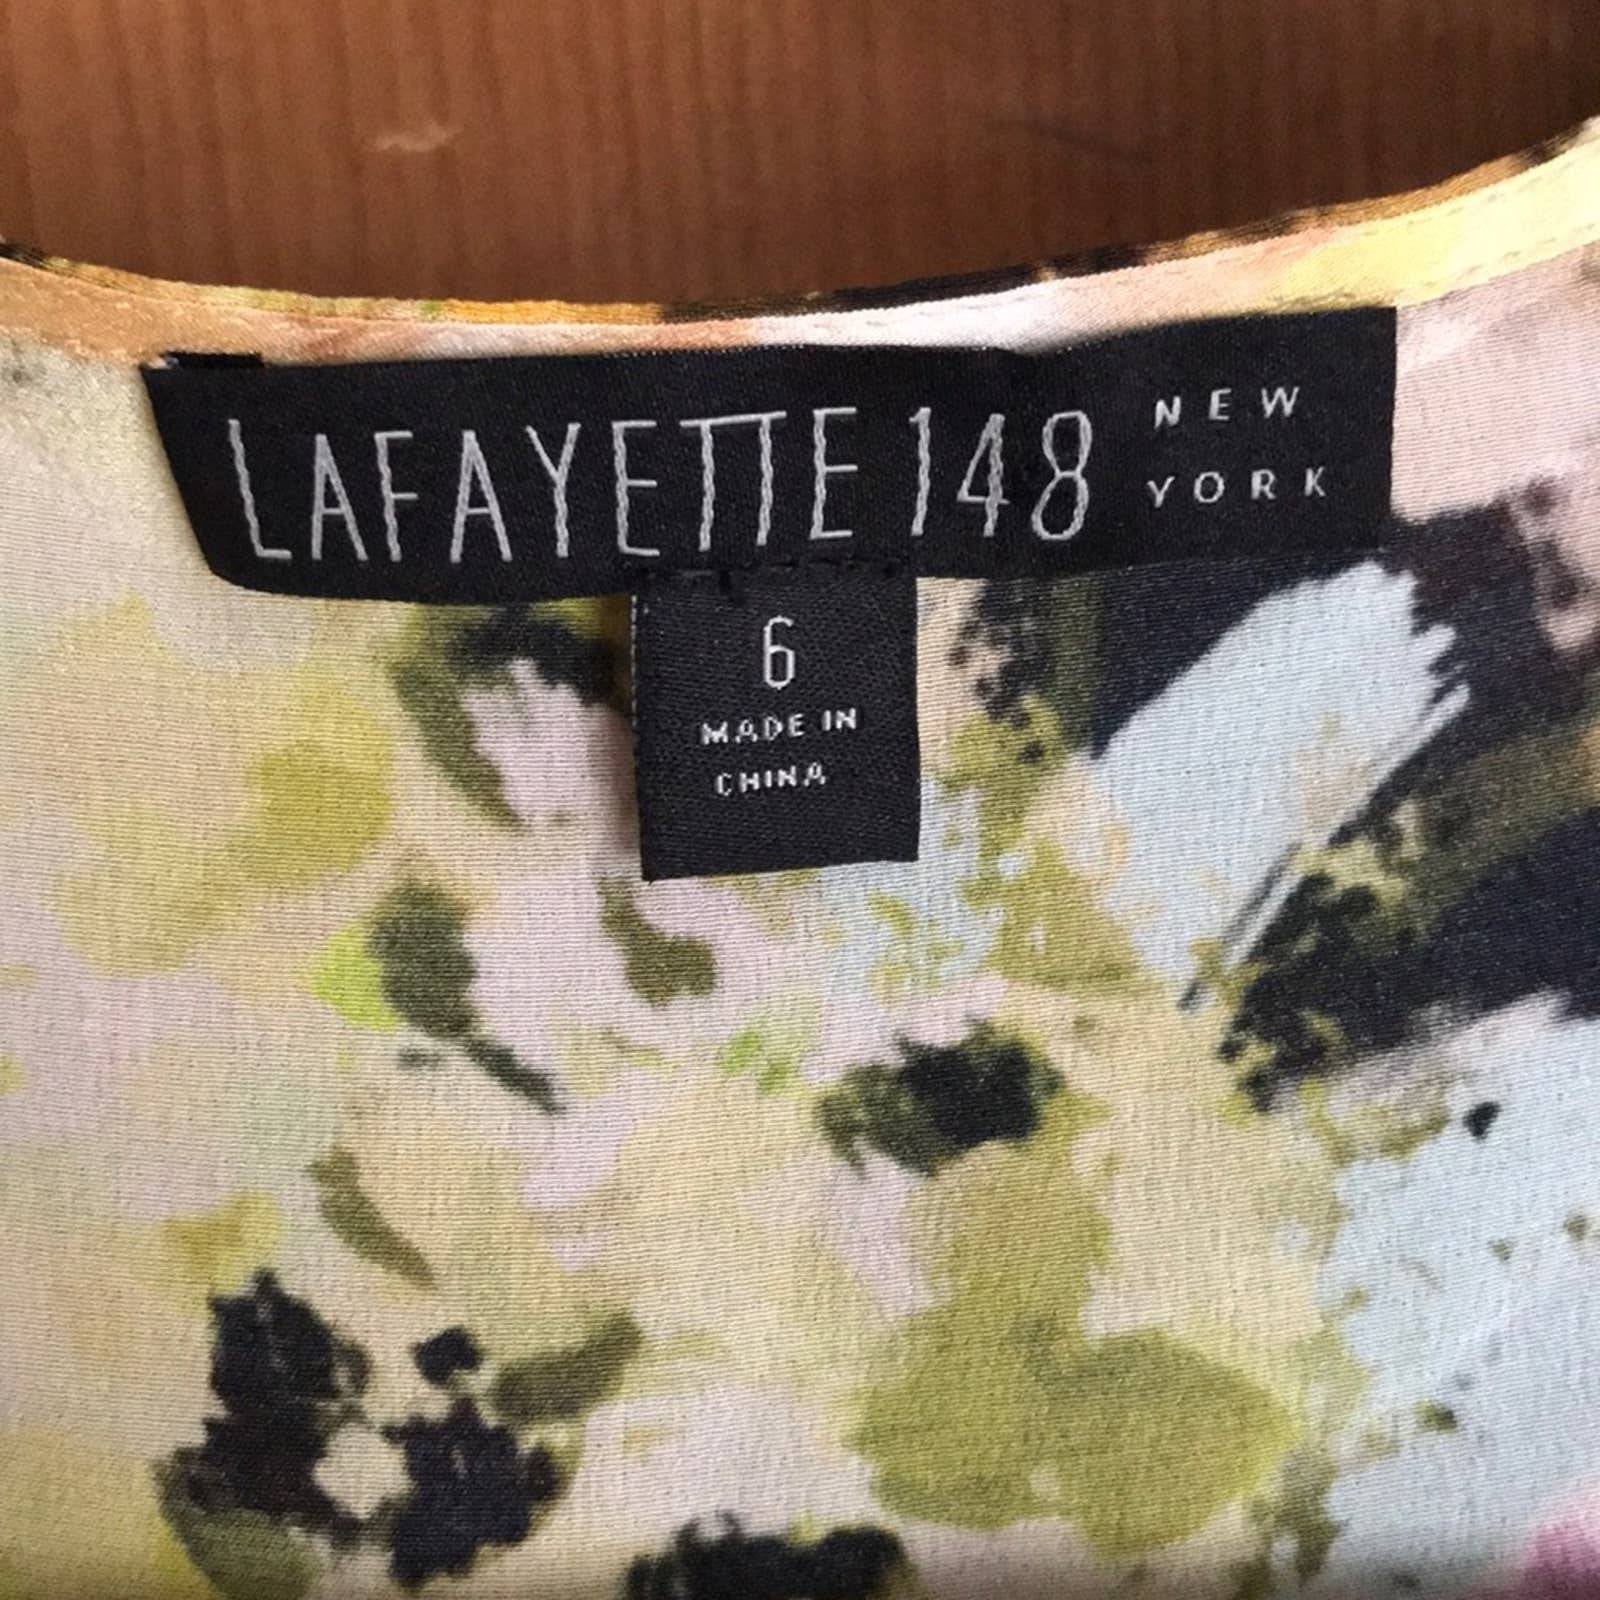 LAFAYETTE 148 NEW YORK
6
MADE IN
CHINA